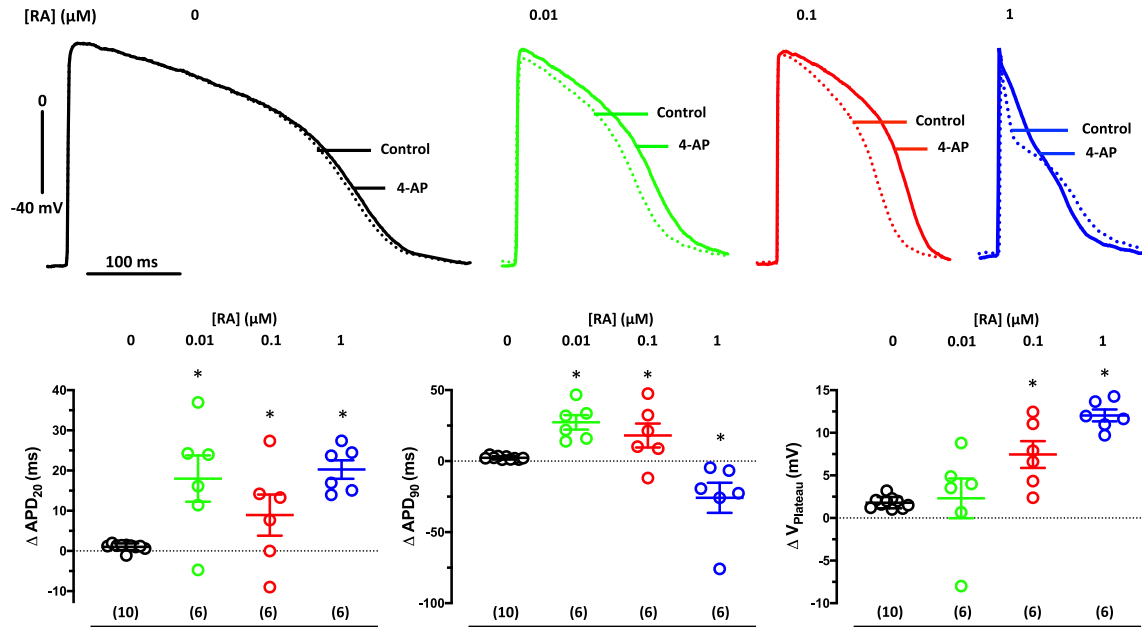 [RA] (µM) 0 0.01 0.1 1
0
-40 mV
Control
4-AP
100 ms
Control
4-AP
Control
4-AP
Control
4-AP
[RA] (µM)
0 0.01 0.1 1
* * *
Δ APD20 (ms)
40
30
20
10
0
-10
(10) (6) (6) (6)
[RA] (µM)
0 0.01 0.1 1
* * *
Δ APD90 (ms)
50
0
-50
-100
(10) (6) (6) (6)
[RA] (µM)
0 0.01 0.1 1
* *
Δ VPlateau (mV)
15
10
5
0
-5
-10
(10) (6) (6) (6)